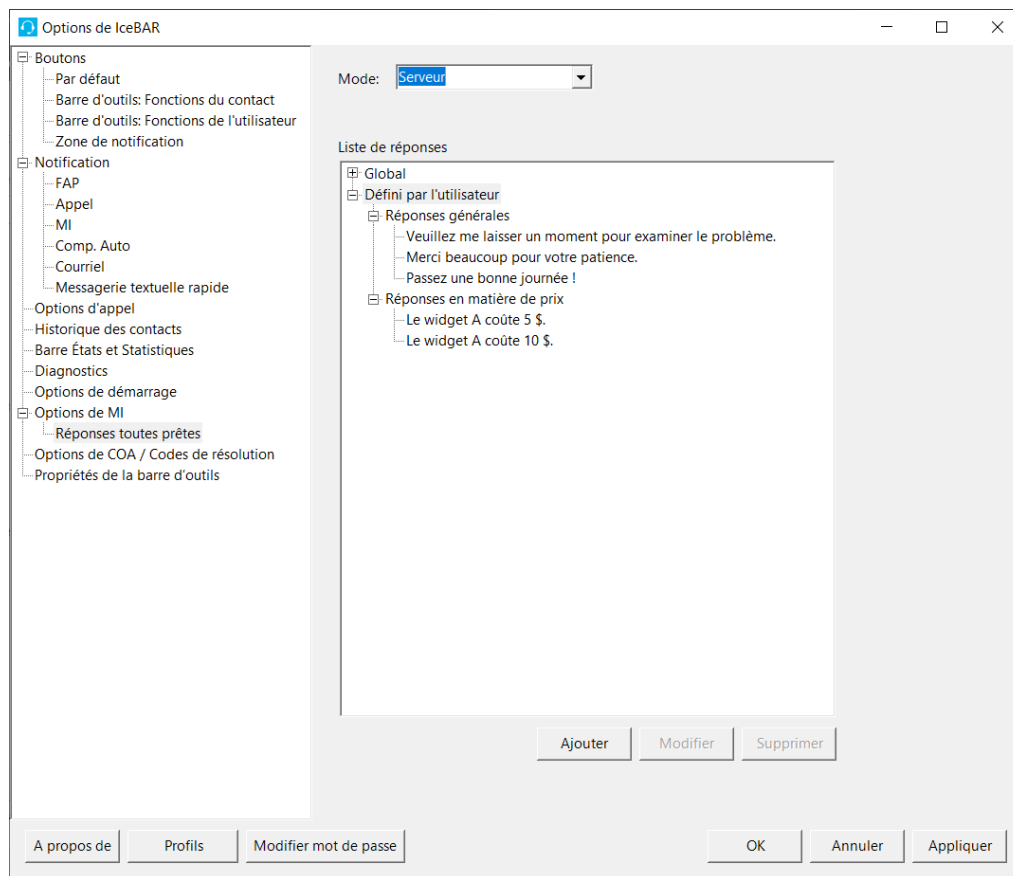 Options de IceBAR
Boutons
Par défaut
Barre d'outils: Fonctions du contact
Barre d'outils: Fonctions de l'utilisateur
Zone de notification
Notification
FAP
Appel
MI
Comp. Auto
Courriel
Messagerie textuelle rapide
Options d'appel
Historique des contacts
Barre États et Statistiques
Diagnostics
Options de démarrage
Options de MI
Réponses toutes prêtes
Options de COA / Codes de résolution
Propriétés de la barre d'outils
Mode: Serveur
Liste de réponses
Global
Défini par l'utilisateur
Réponses générales
Veuillez me laisser un moment pour examiner le problème.
Merci beaucoup pour votre patience.
Passez une bonne journée !
Réponses en matière de prix
Le widget A coûte 5 $.
Le widget A coûte 10 $.
Ajouter Modifier Supprimer
A propos de Profils Modifier mot de passe OK Annuler Appliquer